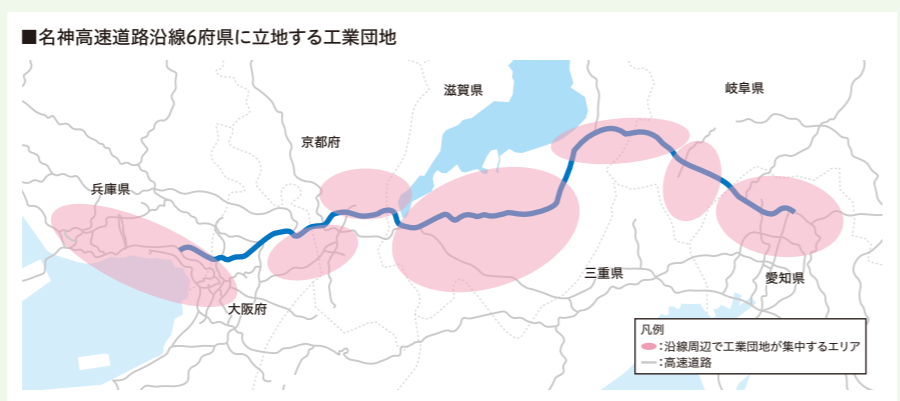 ■名神高速道路沿線6府県に立地する工業団地
滋賀県
岐阜県
京都府
兵庫県
三重県
愛知県
大阪府
凡例
:沿線周辺で工業団地が集中するエリア
:高速道路